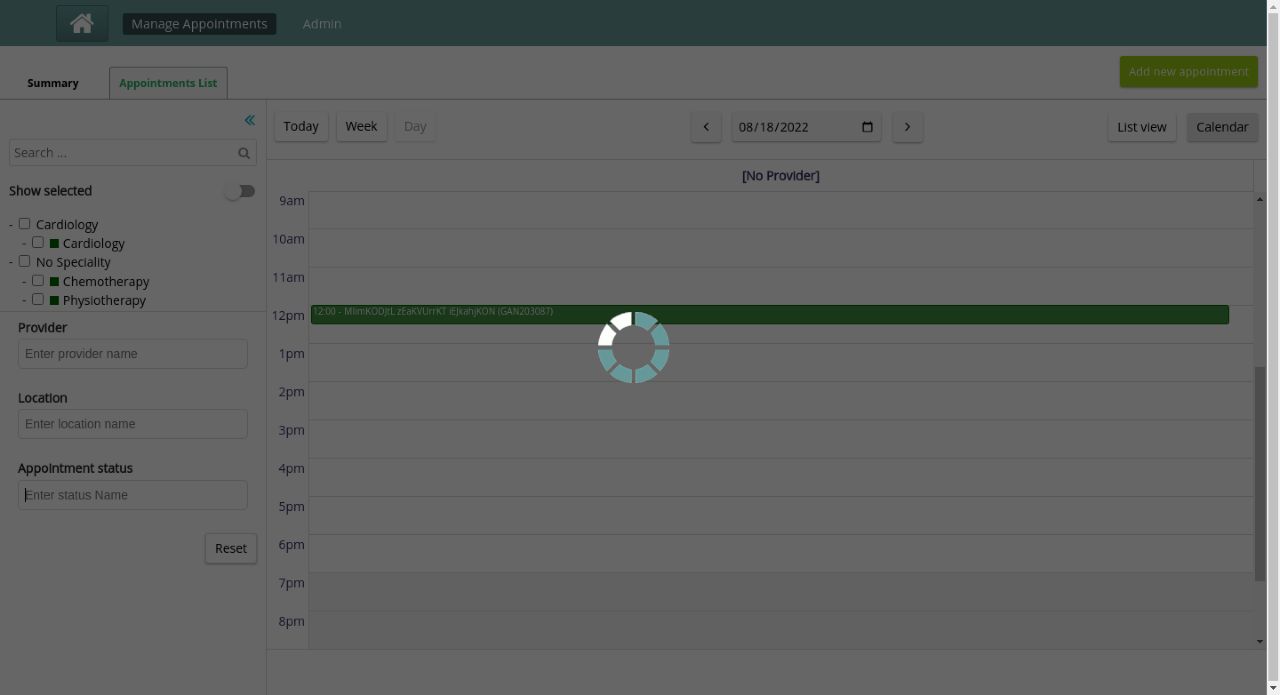 Manage Appointments Admin
Summary Appointments List Add new appointment
Today Week Day 08/18/2022 List view Calendar
Search ...
Show selected
- Cardiology
- Cardiology
- No Speciality
- Chemotherapy
- Physiotherapy
Provider
Enter provider name
Location
Enter location name
Appointment status
Enter status Name
Reset
[No Provider]
9am
10am
11am
12pm 12:00 - (GAN203087)
1pm
2pm
3pm
4pm
5pm
6pm
7pm
8pm